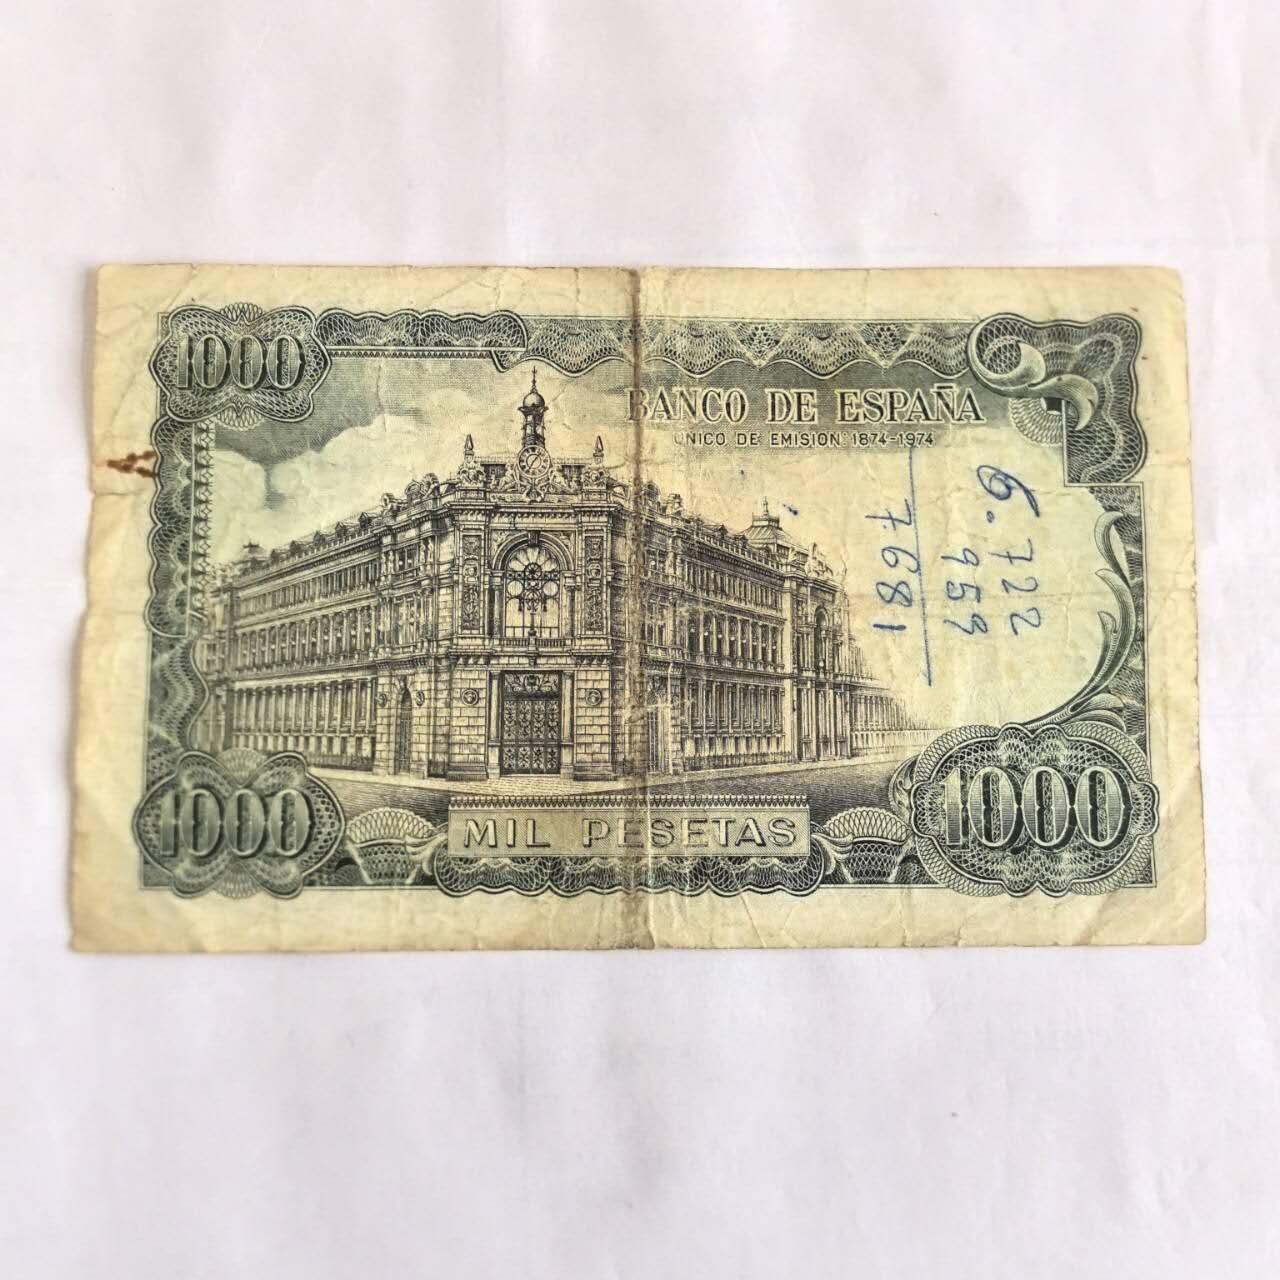 1000
BANCO DE ESPAÑA
UNICO DE EMISION 1874-1974
6.722
959
7681
1000
MIL PESETAS
1000